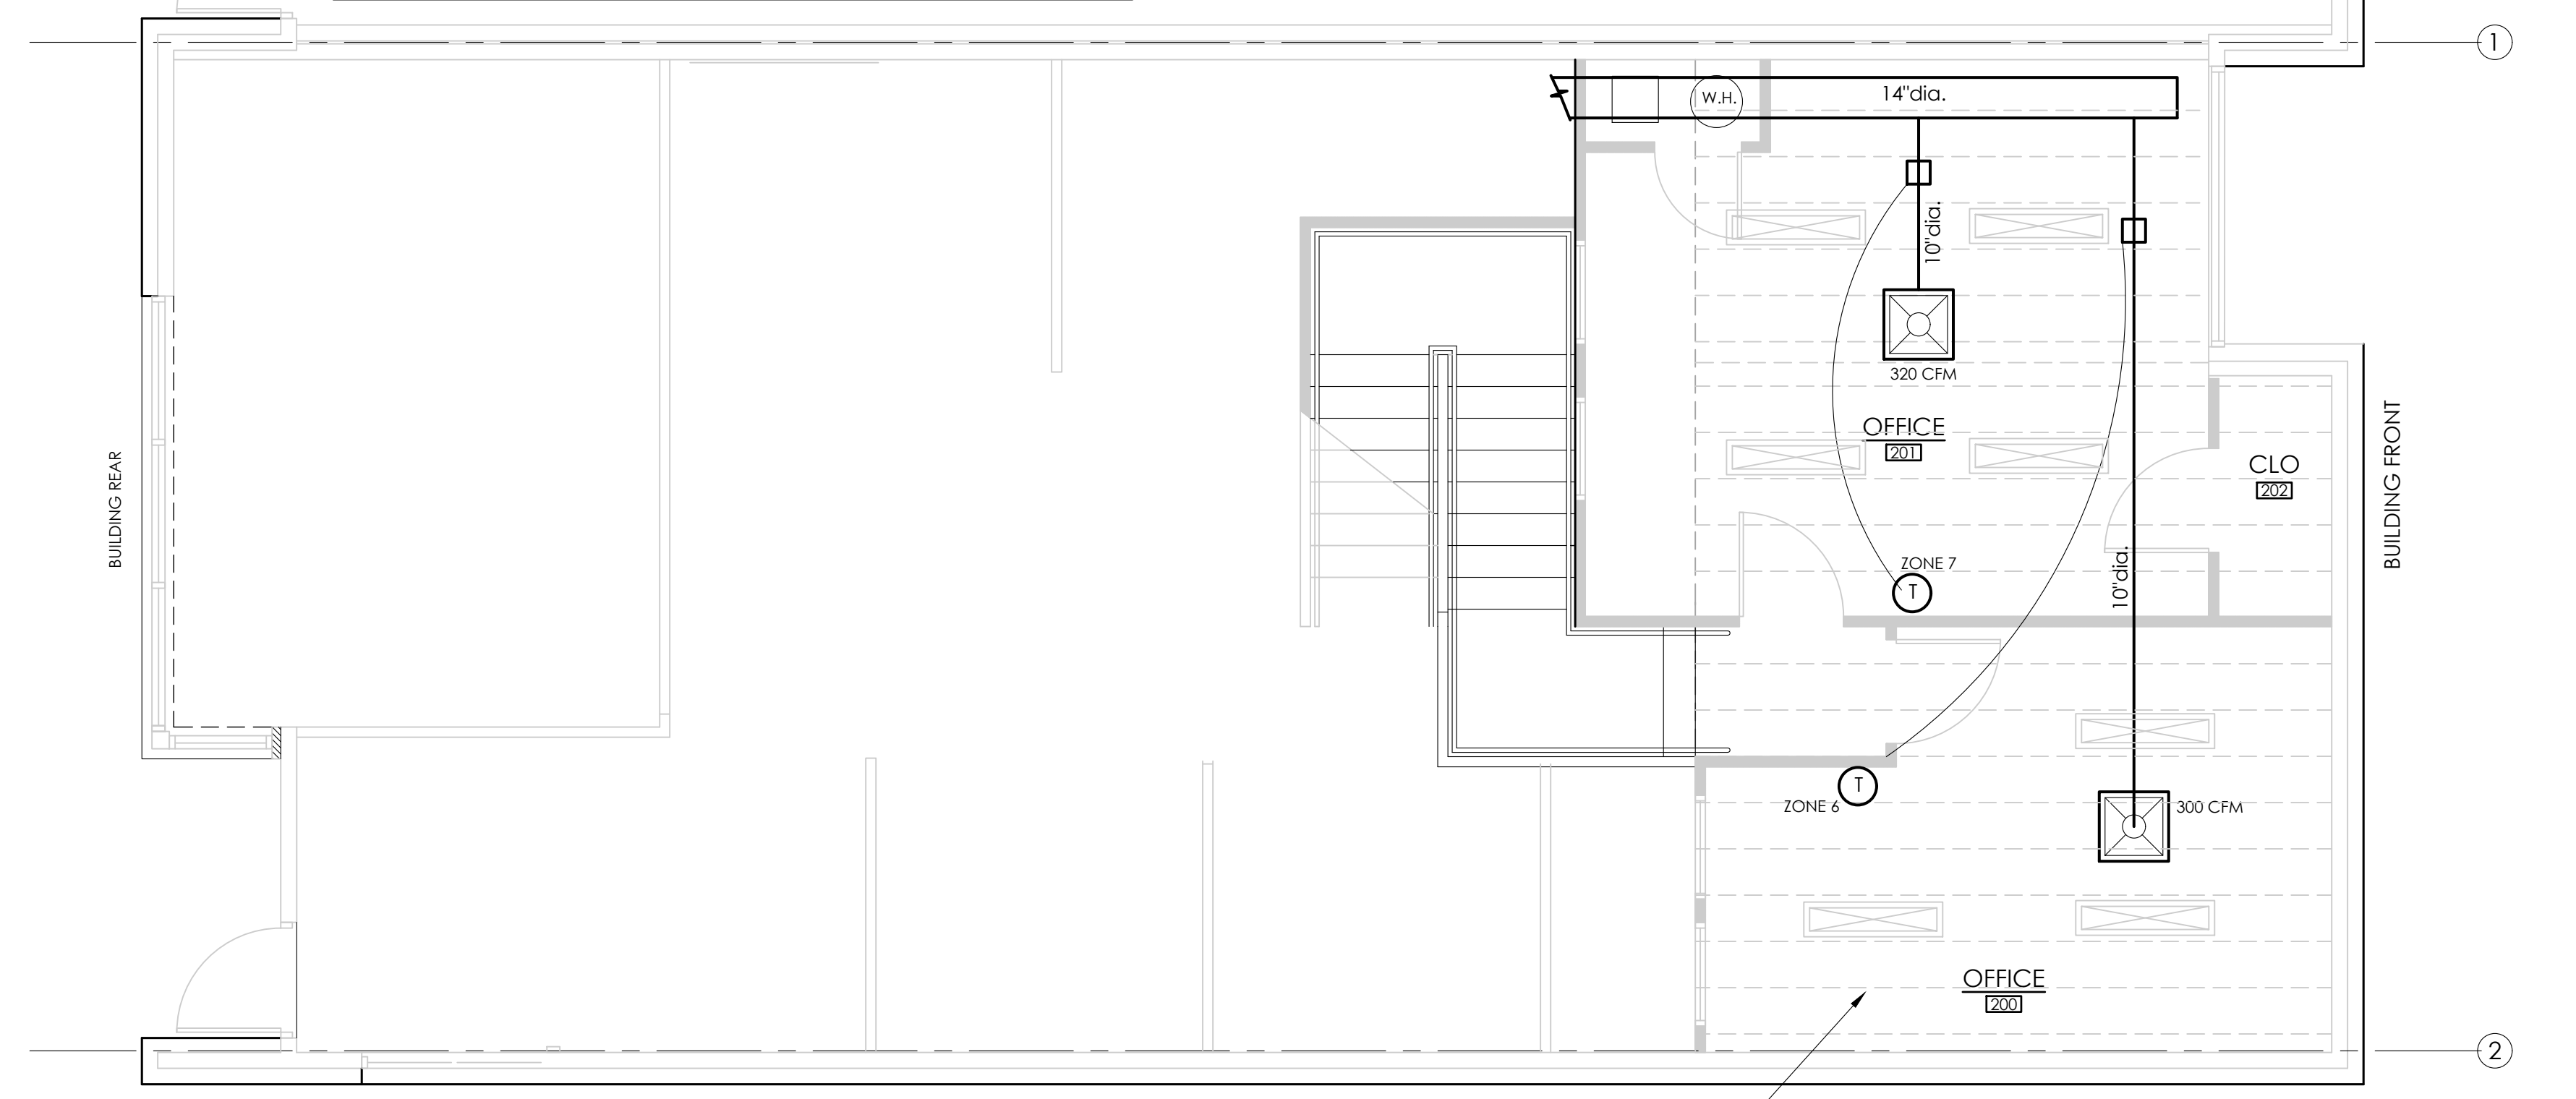 1
W.H.
14"dia.
10"dia.
320 CFM
OFFICE
201
CLO
202
BUILDING REAR
BUILDING FRONT
ZONE 7
T
10"dia.
T
ZONE 6
300 CFM
OFFICE
200
2